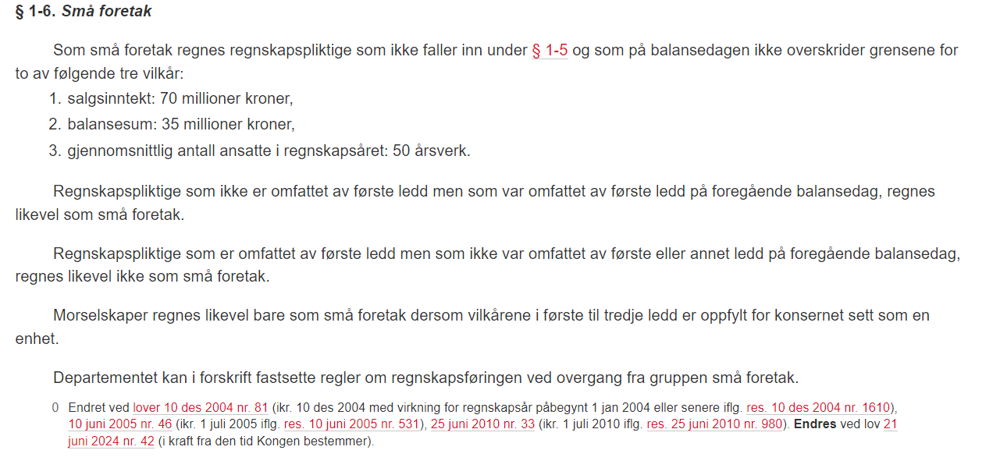 § 1-6. Små foretak
Som små foretak regnes regnskapspliktige som ikke faller inn under § 1-5 og som på balansedagen ikke overskrider grensene for
to av følgende tre vilkår:
1. salgsinntekt: 70 millioner kroner,
2. balansesum: 35 millioner kroner,
3. gjennomsnittlig antall ansatte i regnskapsåret: 50 årsverk.
Regnskapspliktige som ikke er omfattet av første ledd men som var omfattet av første ledd på foregående balansedag, regnes
likevel som små foretak.
Regnskapspliktige som er omfattet av første ledd men som ikke var omfattet av første eller annet ledd på foregående balansedag,
regnes likevel ikke som små foretak.
Morselskaper regnes likevel bare som små foretak dersom vilkårene i første til tredje ledd er oppfylt for konsernet sett som en
enhet.
Departementet kan i forskrift fastsette regler om regnskapsføringen ved overgang fra gruppen små foretak.
0 Endret ved lover 10 des 2004 nr. 81 (ikr. 10 des 2004 med virkning for regnskapsår påbegynt 1 jan 2004 eller senere iflg. res. 10 des 2004 nr. 1610),
10 juni 2005 nr. 46 (ikr. 1 juli 2005 iflg. res. 10 juni 2005 nr. 531), 25 juni 2010 nr. 33 (ikr. 1 juli 2010 iflg. res. 25 juni 2010 nr. 980). Endres ved lov 21
juni 2024 nr. 42 (i kraft fra den tid Kongen bestemmer).